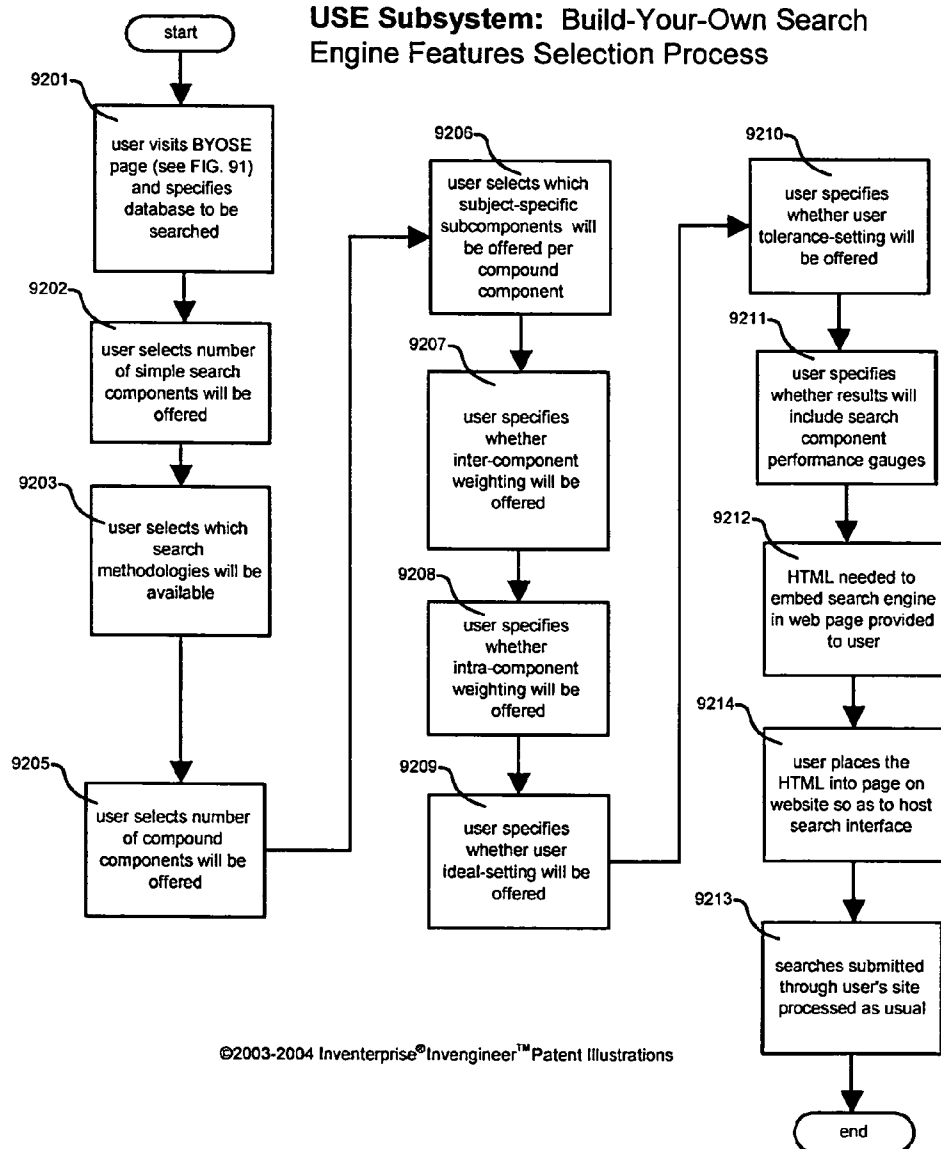 USE Subsystem: Build-Your-Own Search
Engine Features Selection Process
start
9201
user visits BYOSE
page (see FIG. 91)
and specifies
database to be
searched
9202
user selects number
of simple search
components will be
offered
9203
user selects which
search
methodologies will be
available
9205
user selects number
of compound
components will be
offered
9206
user selects which
subject-specific
subcomponents will
be offered per
compound
component
9207
user specifies
whether
inter-component
weighting will be
offered
9208
user specifies
whether
intra-component
weighting will be
offered
9209
user specifies
whether user
ideal-setting will be
offered
9210
user specifies
whether user
tolerance-setting will
be offered
9211
user specifies
whether results will
include search
component
performance gauges
9212
HTML needed to
embed search engine
in web page provided
to user
9214
user places the
HTML into page on
website so as to host
search interface
9213
searches submitted
through user's site
processed as usual
end
©2003-2004 Inventerprise®Invengineer™Patent Illustrations